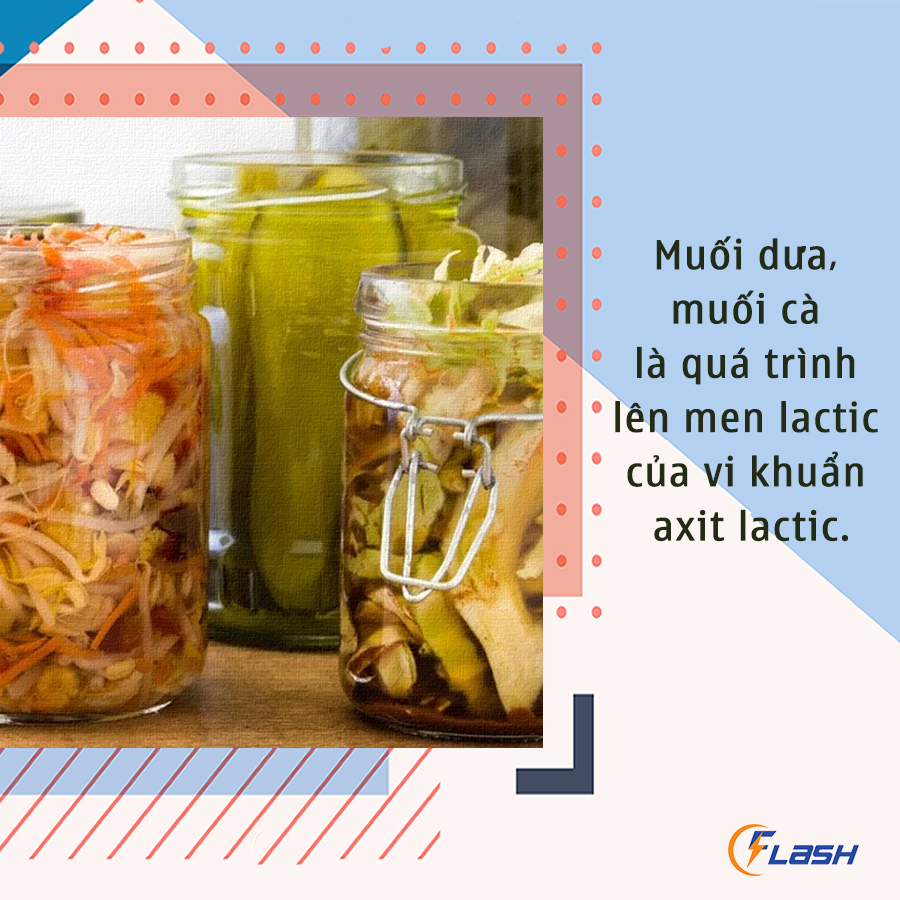 Muối dưa,
muối cà
là quá trình
lên men lactic
của vi khuẩn
axit lactic.
FLASH